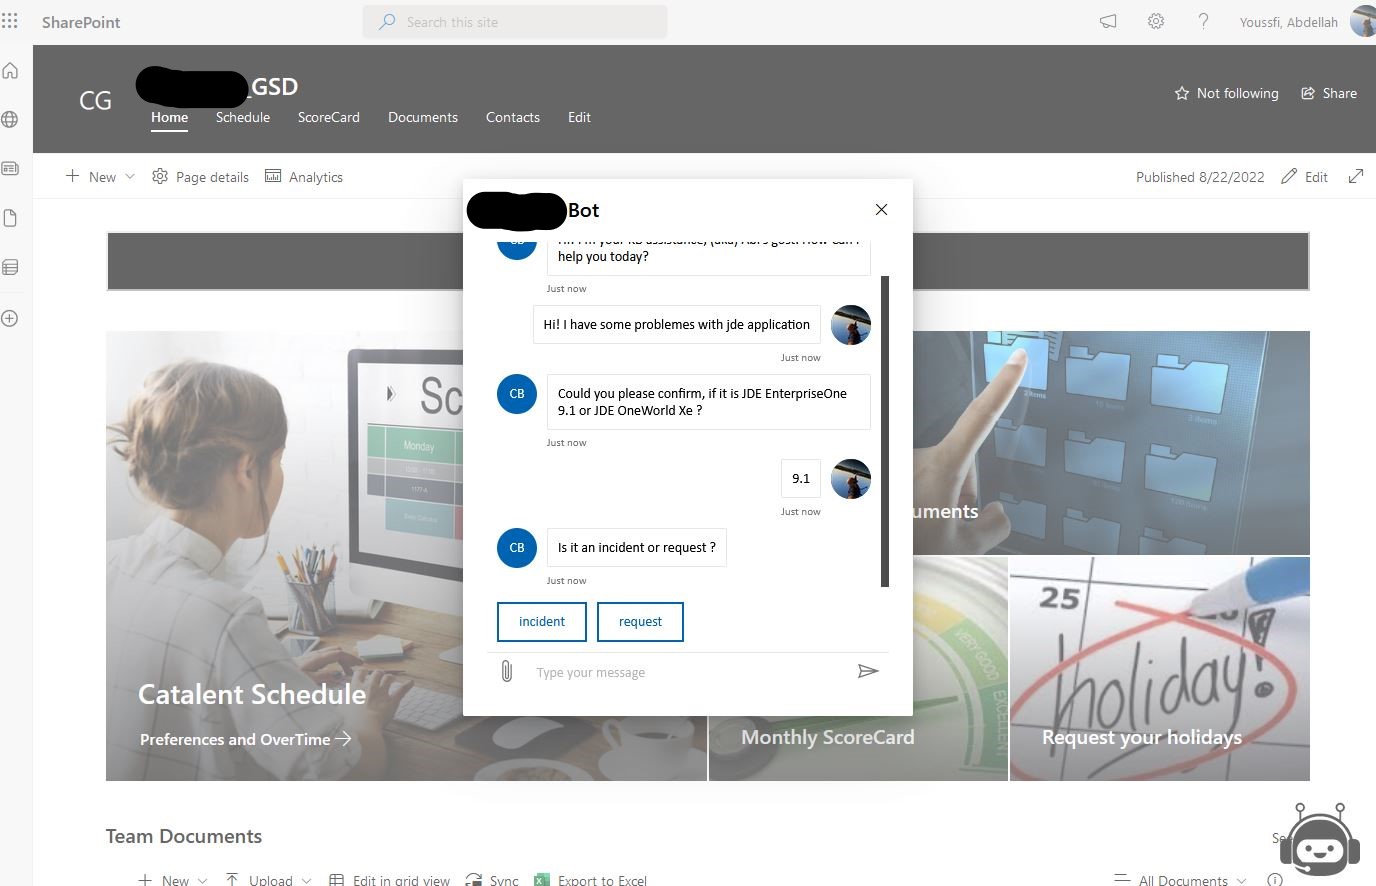 SharePoint
Search this site
Youssfi, Abdellah
CG
_GSD
Home Schedule ScoreCard Documents Contacts Edit
Not following Share
New Page details Analytics
Published 8/22/2022 Edit
Bot
help you today?
Just now
Hi! I have some problemes with jde application
Just now
CB
Could you please confirm, if it is JDE EnterpriseOne
9.1 or JDE OneWorld Xe ?
Just now
9.1
Just now
CB
Is it an incident or request ?
Just now
incident request
Type your message
Sc
Monday
Catalent Schedule
Preferences and OverTime
uments
Monthly ScoreCard
VERY GOOD
EXCELLENT
25
holiday!
Request your holidays
Team Documents
New Upload Edit in grid view Sync Export to Excel
All Documents